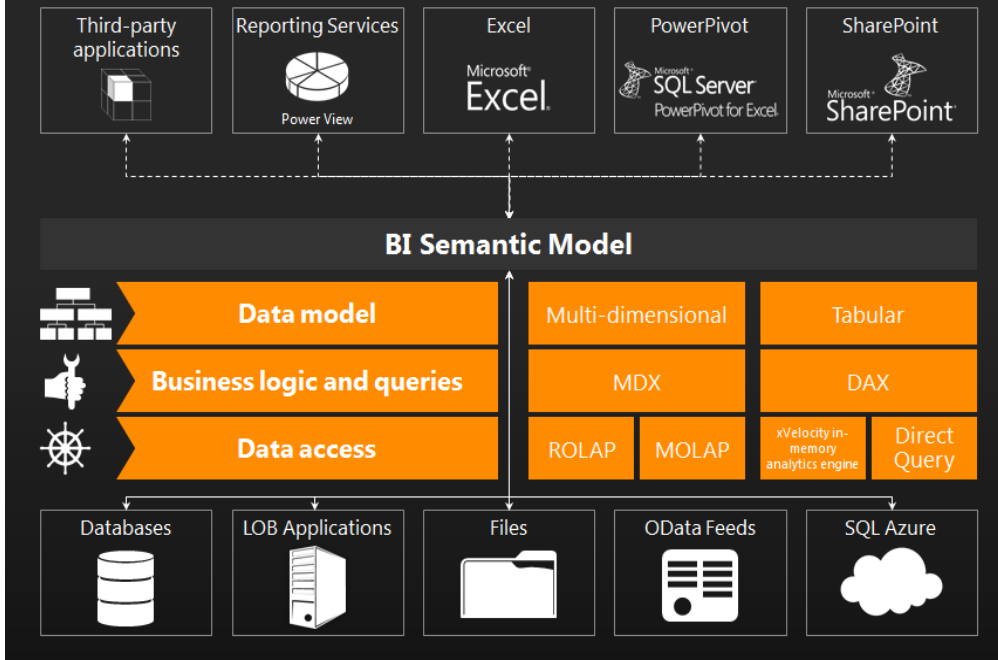 Third-party
applications
Reporting Services
Power View
Excel
Microsoft®
Excel®
PowerPivot
Microsoft®
SQL Server®
PowerPivot for Excel®
SharePoint
Microsoft®
SharePoint®
BI Semantic Model
Data model
Multi-dimensional
Tabular
Business logic and queries
MDX
DAX
Data access
ROLAP
MOLAP
xVelocity in-
memory
analytics engine
Direct
Query
Databases
LOB Applications
Files
OData Feeds
SQL Azure